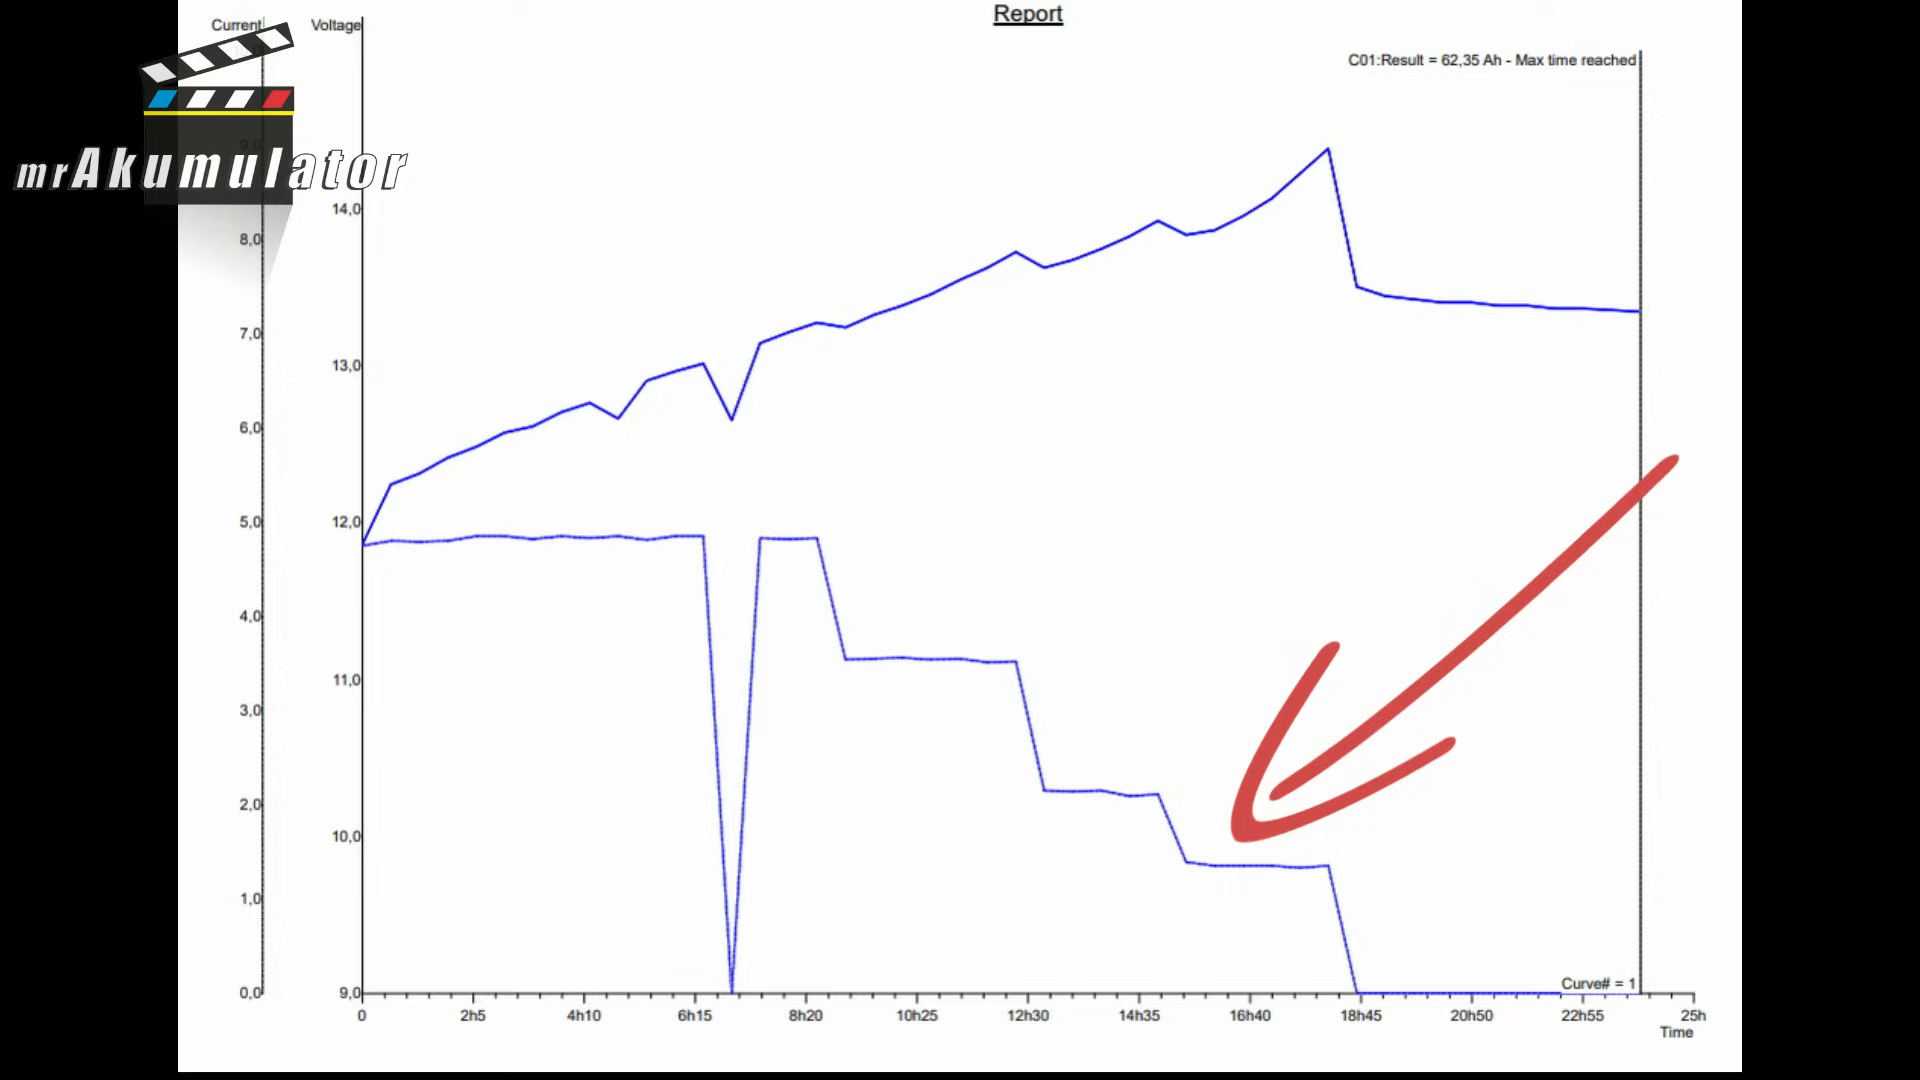 Report
Current
Voltage
C01:Result = 62,35 Ah - Max time reached
mrAkumulator
9,0
8,0
7,0
6,0
5,0
4,0
3,0
2,0
1,0
0,0
14,0
13,0
12,0
11,0
10,0
9,0
Curve# = 1
0 2h5 4h10 6h15 8h20 10h25 12h30 14h35 16h40 18h45 20h50 22h55 25h
Time